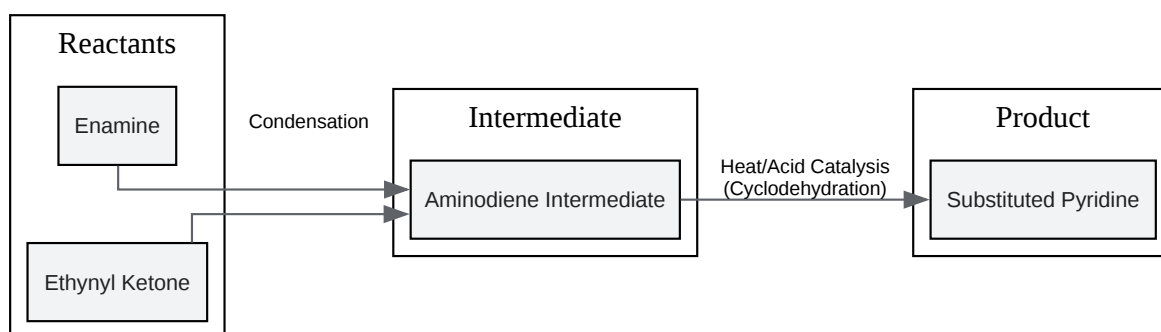 Reactants
Enamine
Ethynyl Ketone
Condensation
Intermediate
Aminodiene Intermediate
Heat/Acid Catalysis
(Cyclodehydration)
Product
Substituted Pyridine